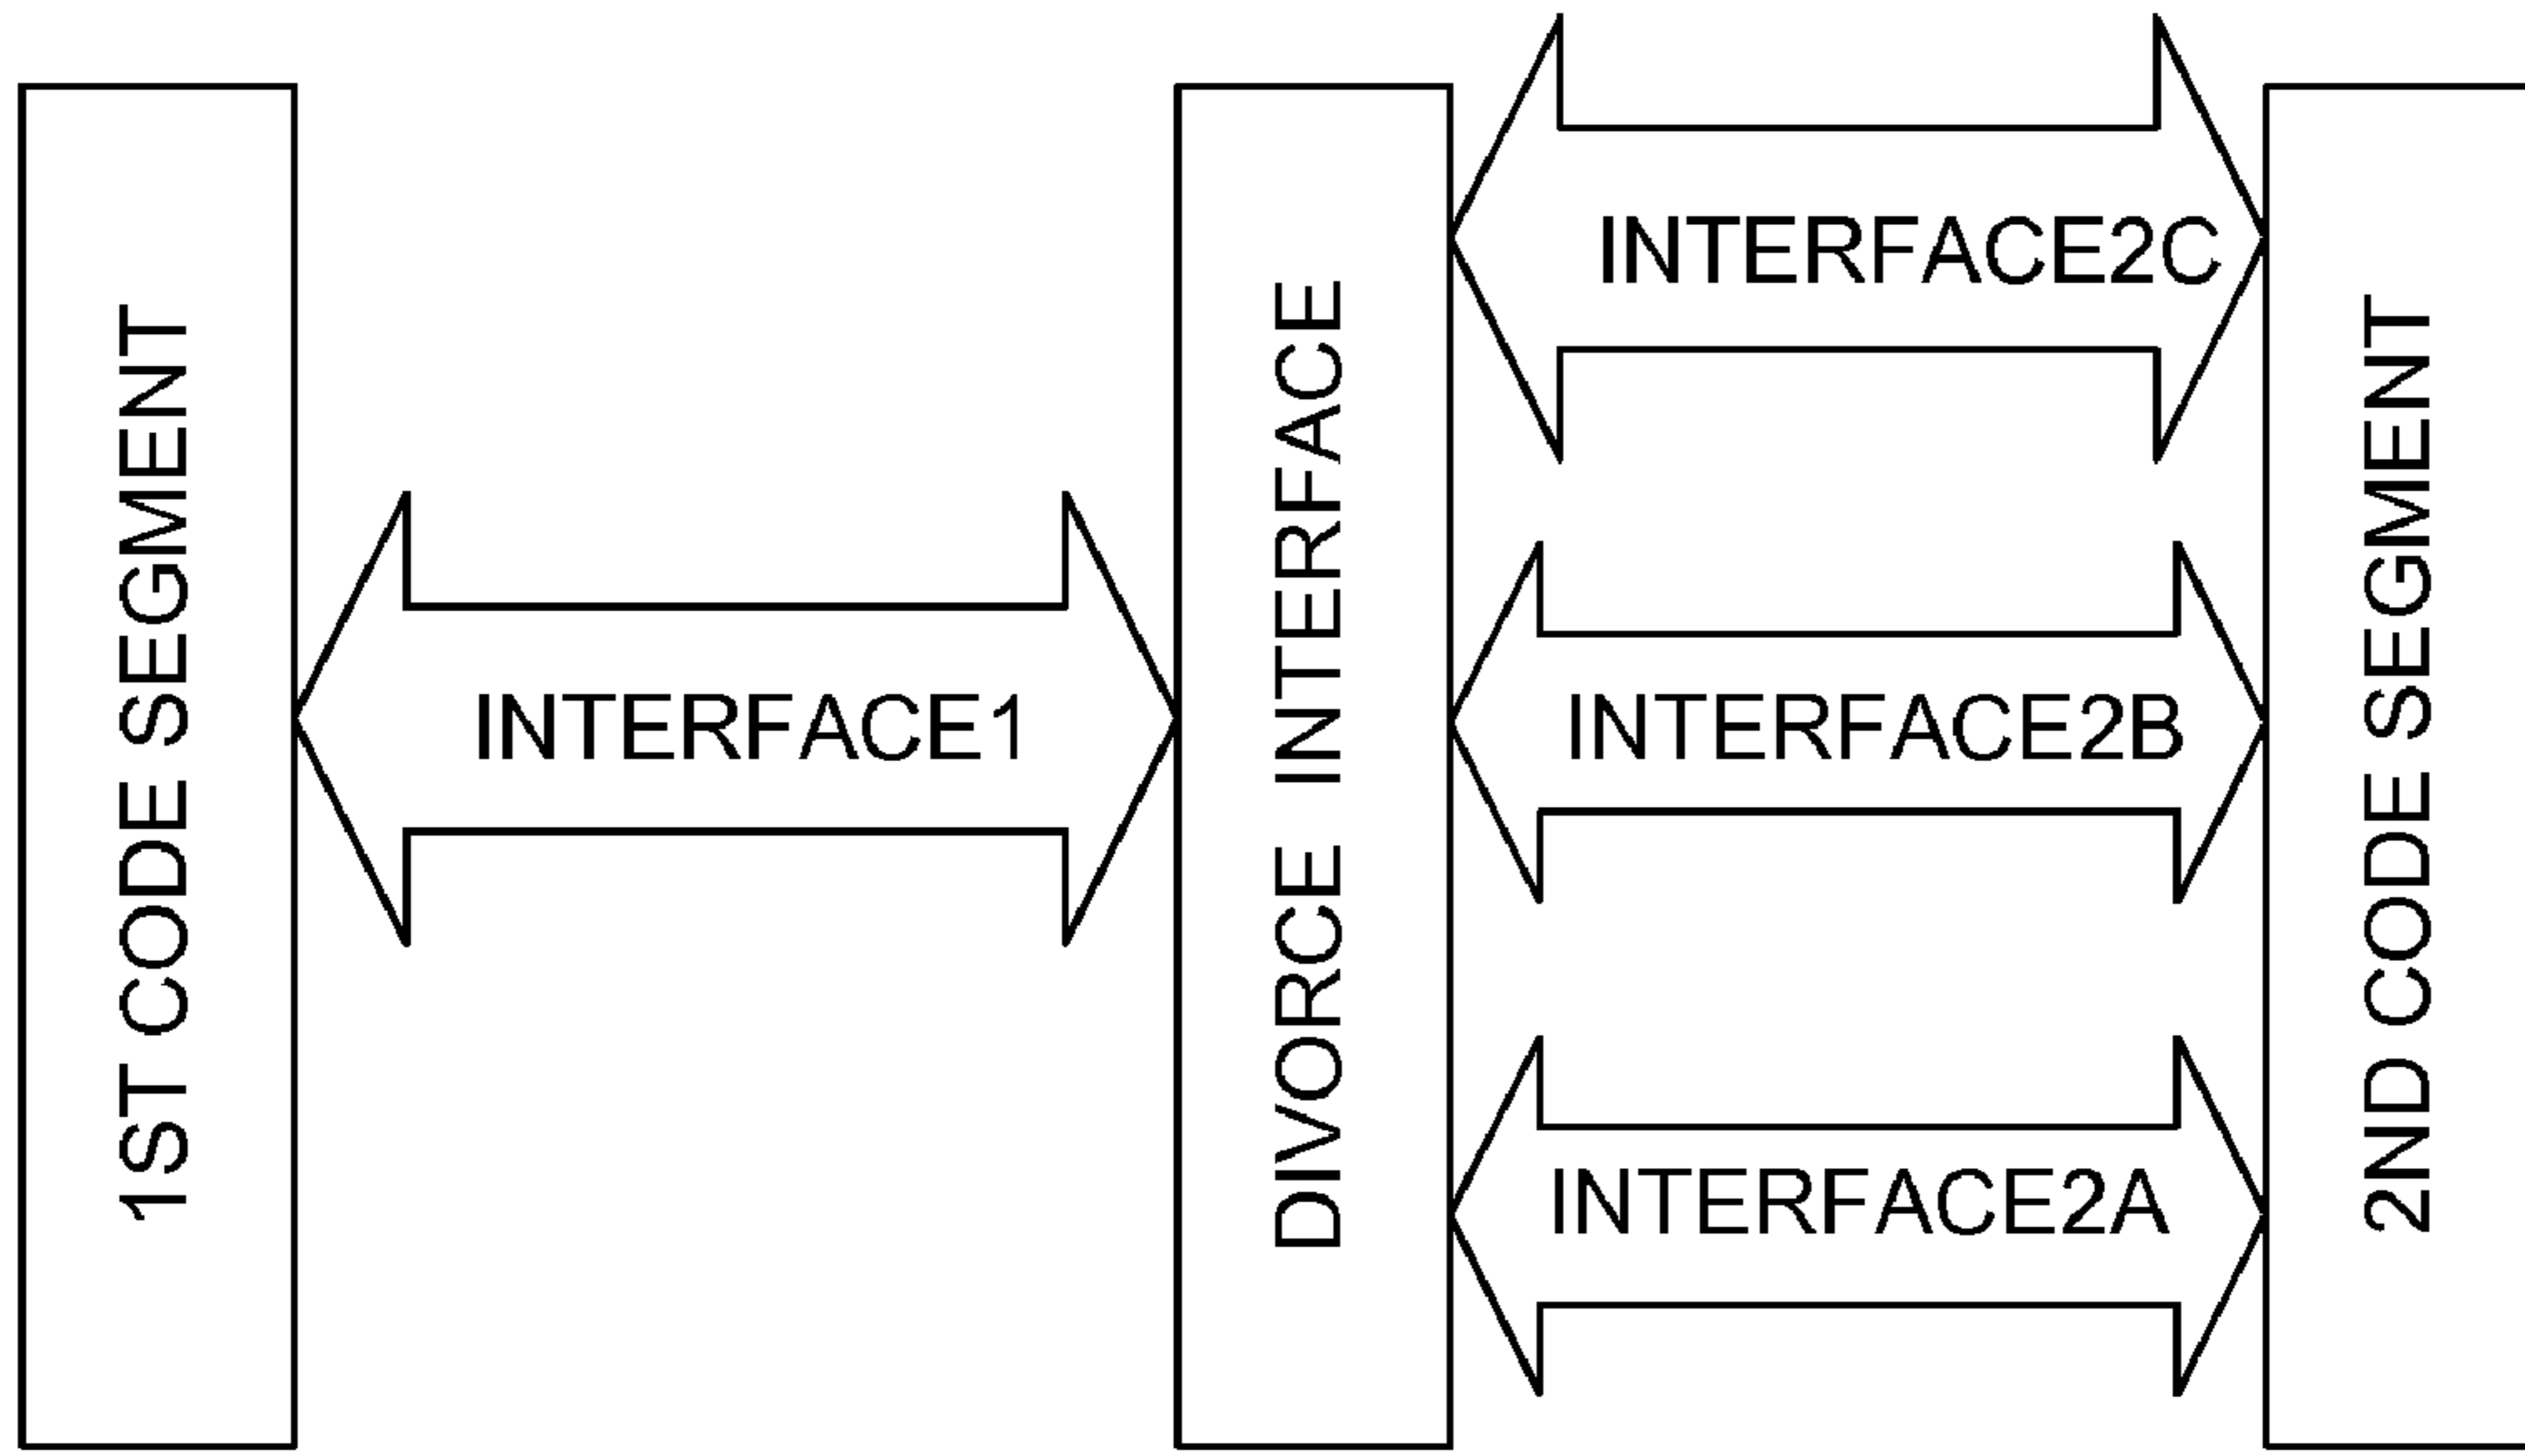 1ST CODE SEGMENT
INTERFACE1
DIVORCE INTERFACE
INTERFACE2C
INTERFACE2B
INTERFACE2A
2ND CODE SEGMENT